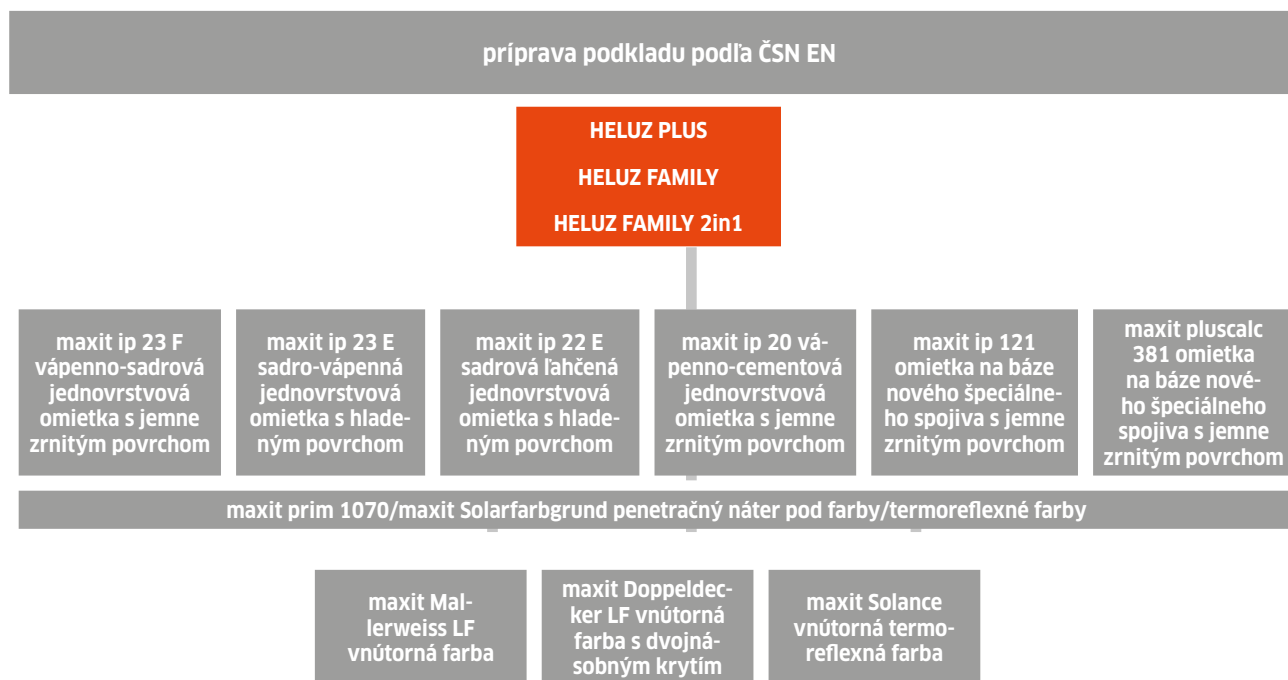 príprava podkladu podľa ČSN EN
HELUZ PLUS
HELUZ FAMILY
HELUZ FAMILY 2in1
maxit ip 23 F
vápenno-sadrová
jednovrstvová
omietka s jemne
zrnitým povrchom
maxit ip 23 E
sadro-vápenná
jednovrstvová
omietka s hlade-
ným povrchom
maxit ip 22 E
sadrová ľahčená
jednovrstvová
omietka s hlade-
ným povrchom
maxit ip 20 vá-
penno-cementová
jednovrstvová
omietka s jemne
zrnitým povrchom
maxit ip 121
omietka na báze
nového špeciálne-
ho spojiva s jemne
zrnitým povrchom
maxit pluscalc
381 omietka
na báze nové-
ho špeciálneho
spojiva s jemne
zrnitým povrchom
maxit prim 1070/maxit Solarfarbgrund penetračný náter pod farby/termoreflexné farby
maxit Mal-
lerweiss LF
vnútorná farba
maxit Doppeldec-
ker LF vnútorná
farba s dvojná-
sobným krytím
maxit Solance
vnútorná termo-
reflexná farba